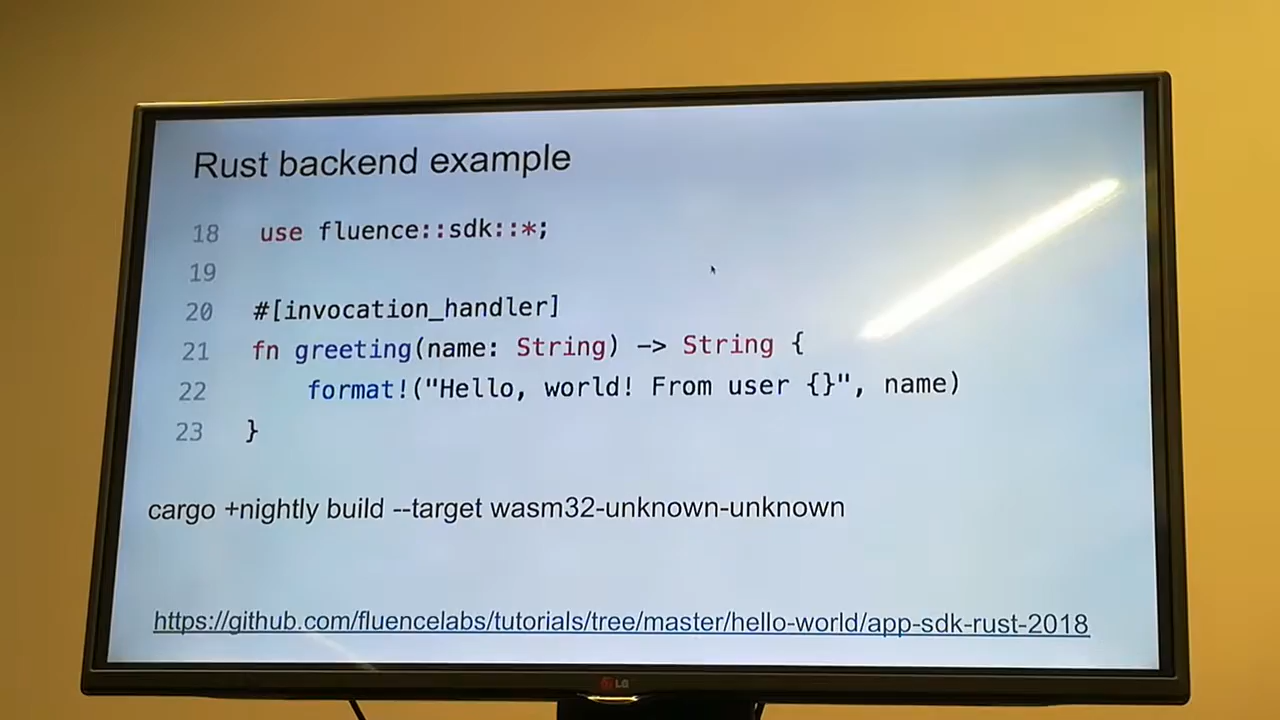 Rust backend example
18 use fluence::sdk::*;
19
20 #[invocation_handler]
21 fn greeting(name: String) -> String {
22 format!("Hello, world! From user {}", name)
23 }
cargo +nightly build --target wasm32-unknown-unknown
https://github.com/fluencelabs/tutorials/tree/master/hello-world/app-sdk-rust-2018
LG